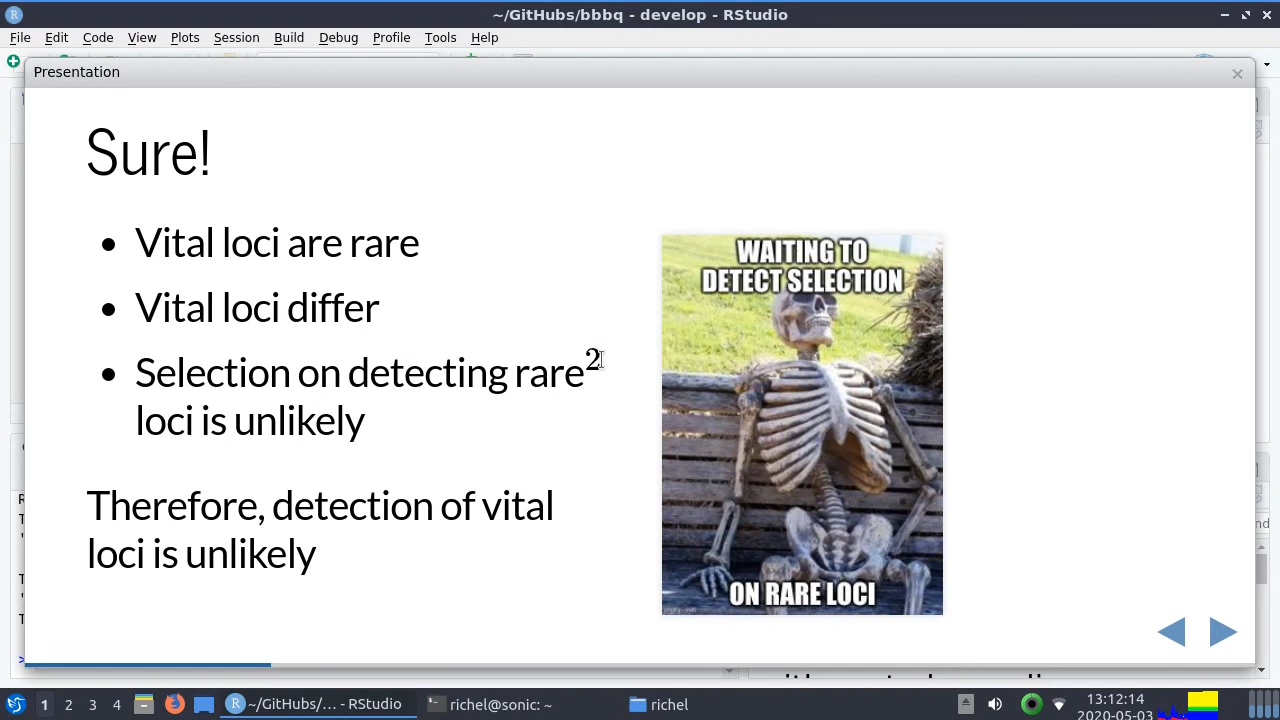 ~/GitHubs/bbbq - develop - RStudio
File Edit Code View Plots Session Build Debug Profile Tools Help
Presentation
Sure!
• Vital loci are rare
• Vital loci differ
• Selection on detecting rare²
loci is unlikely
Therefore, detection of vital
loci is unlikely
WAITING TO
DETECT SELECTION
ON RARE LOCI
1 2 3 4 ~/GitHubs/... - RStudio richel@sonic: ~ richel 13:12:14
2020-05-03